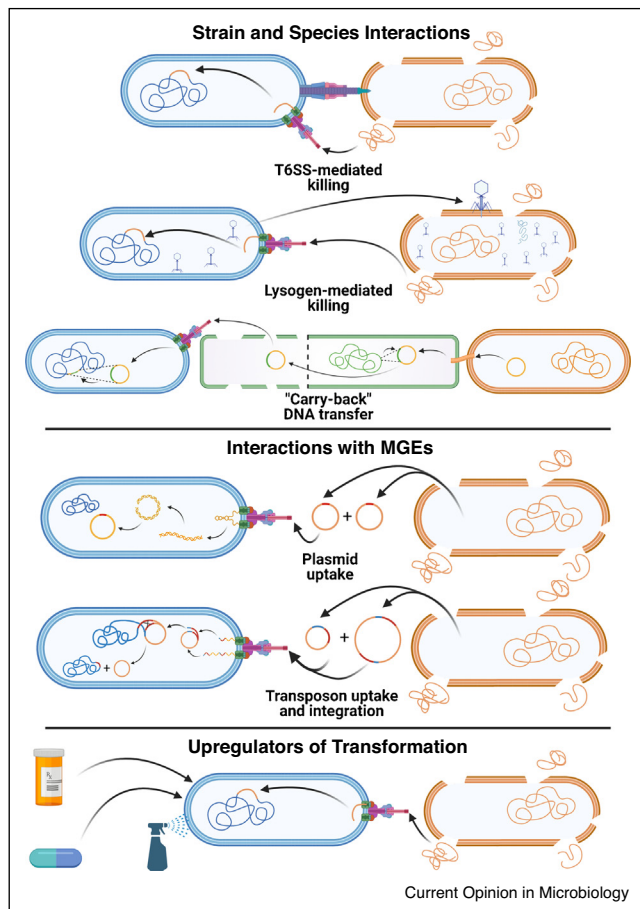 Strain and Species Interactions
T6SS-mediated
killing
Lysogen-mediated
killing
"Carry-back"
DNA transfer
Interactions with MGEs
+
Plasmid
uptake
+
+
Transposon uptake
and integration
Upregulators of Transformation
Rx
Current Opinion in Microbiology